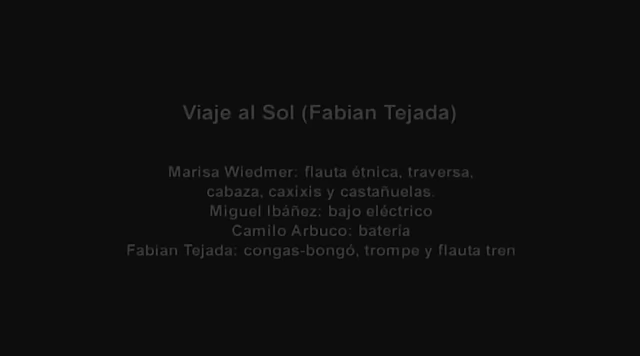 Viaje al Sol (Fabian Tejada)
Marisa Wiedmer: flauta étnica, traversa,
cabaza, caxixis y castañuelas.
Miguel Ibáñez: bajo eléctrico
Camilo Arbuco: batería
Fabian Tejada: congas-bongó, trompe y flauta tren